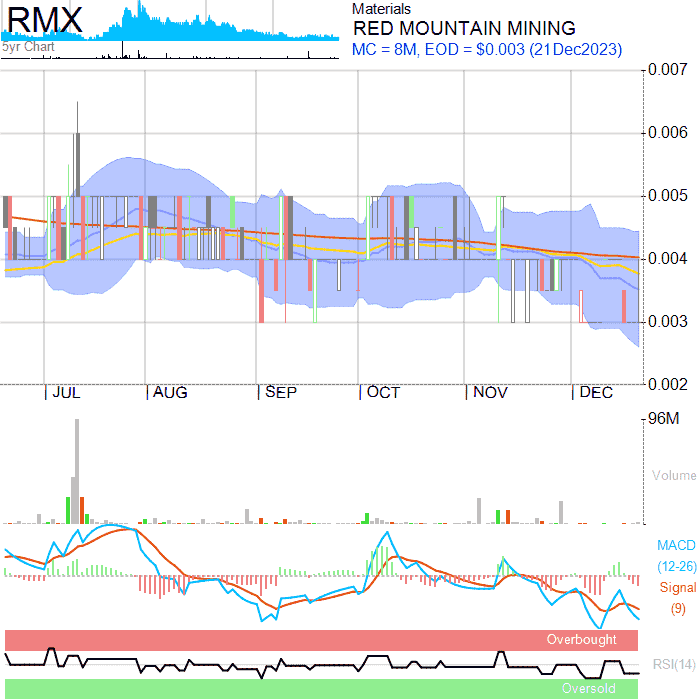 RMX
5yr Chart
Materials
RED MOUNTAIN MINING
MC = 8M, EOD = $0.003 (21Dec2023)
0.007
0.006
0.005
0.004
0.003
0.002
JUL AUG SEP OCT NOV DEC
96M
Volume
MACD
(12-26)
Signal
(9)
Overbought
RSI(14)
Oversold